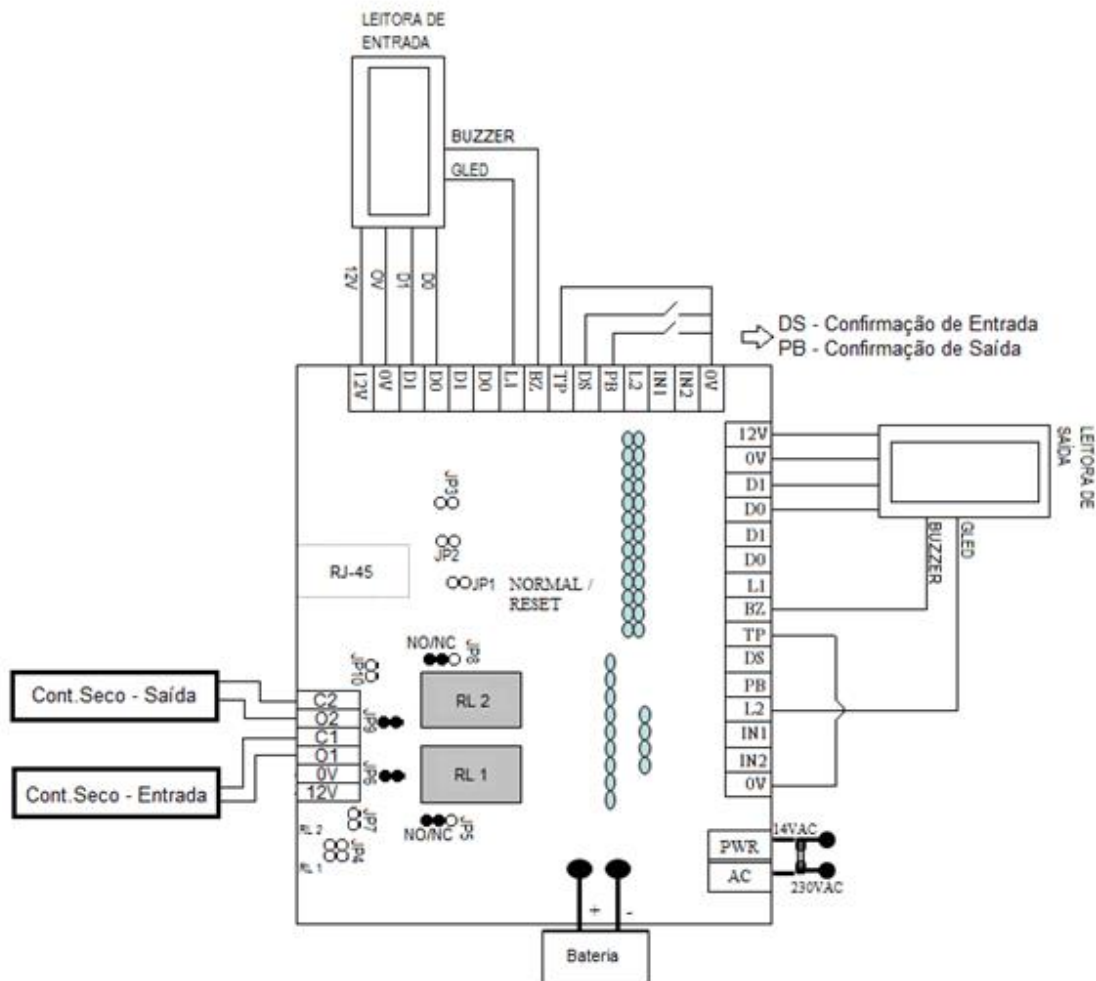 LEITORA DE
ENTRADA
BUZZER
GLED
12V
0V
D1
D0
DS - Confirmação de Entrada
PB - Confirmação de Saída
12V
0V
D1
D0
D1
D0
L1
BZ
TP
DS
PB
L2
IN1
IN2
0V
12V
0V
D1
D0
D1
D0
L1
BZ
TP
DS
PB
L2
IN1
IN2
0V
LEITORA DE
SAÍDA
BUZZER
GLED
JP3
JP2
JP1 NORMAL /
RESET
RJ-45
NO/NC
JP8
JP10
RL 2
Cont.Seco - Saída
C2
O2
C1
O1
0V
12V
JP9
JP6
RL 1
Cont.Seco - Entrada
JP7
RL 2
JP4
RL 1
NO/NC
JP5
PWR
AC
14VAC
230VAC
+ -
Bateria